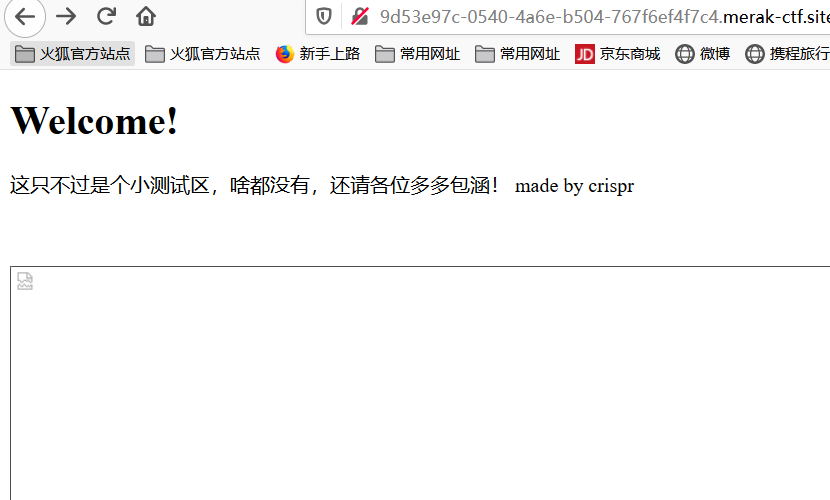 9d53e97c-0540-4a6e-b504-767f6ef4f7c4.merak-ctf.site
火狐官方站点 火狐官方站点 新手上路 常用网址 常用网址 JD 京东商城 微博 携程旅行
Welcome!
这只不过是个小测试区，啥都没有，还请各位多多包涵！ made by crispr